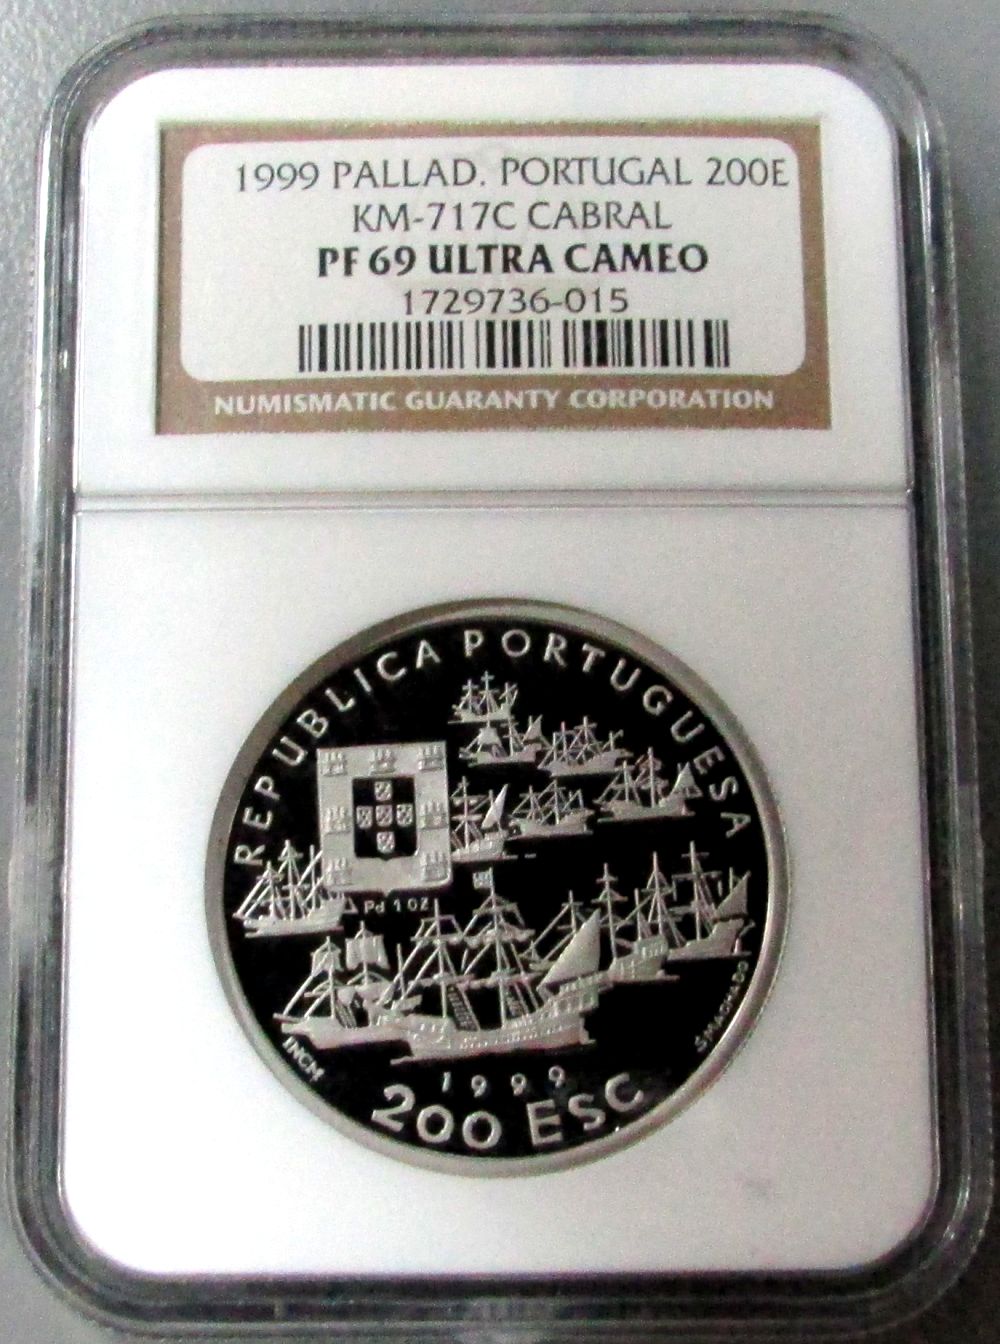 1999 PALLAD. PORTUGAL 200E
KM-717C CABRAL
PF 69 ULTRA CAMEO
1729736-015
NUMISMATIC GUARANTY CORPORATION
REPUBLICA PORTUGUESA
Pd 1 OZ
INCM
S.MACHADO
1999
200 ESC